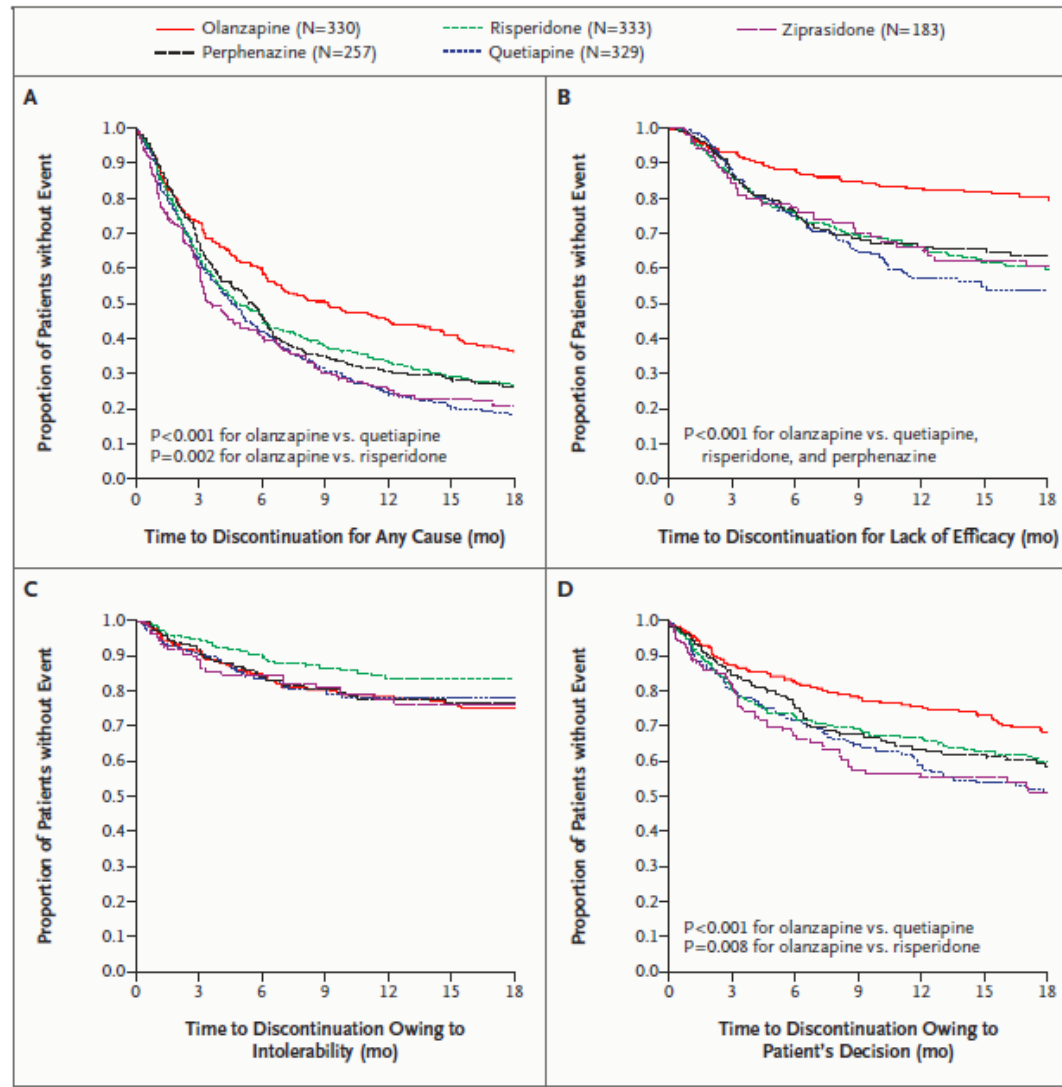 Olanzapine (N=330)
Risperidone (N=333)
Ziprasidone (N=183)
Perphenazine (N=257)
Quetiapine (N=329)
A
Proportion of Patients without Event
1.0
0.9
0.8
0.7
0.6
0.5
0.4
0.3
0.2
0.1
0.0
P<0.001 for olanzapine vs. quetiapine
P=0.002 for olanzapine vs. risperidone
0 3 6 9 12 15 18
Time to Discontinuation for Any Cause (mo)
B
Proportion of Patients without Event
1.0
0.9
0.8
0.7
0.6
0.5
0.4
0.3
0.2
0.1
0.0
P<0.001 for olanzapine vs. quetiapine,
risperidone, and perphenazine
0 3 6 9 12 15 18
Time to Discontinuation for Lack of Efficacy (mo)
C
Proportion of Patients without Event
1.0
0.9
0.8
0.7
0.6
0.5
0.4
0.3
0.2
0.1
0.0
0 3 6 9 12 15 18
Time to Discontinuation Owing to
Intolerability (mo)
D
Proportion of Patients without Event
1.0
0.9
0.8
0.7
0.6
0.5
0.4
0.3
0.2
0.1
0.0
P<0.001 for olanzapine vs. quetiapine
P=0.008 for olanzapine vs. risperidone
0 3 6 9 12 15 18
Time to Discontinuation Owing to
Patient's Decision (mo)